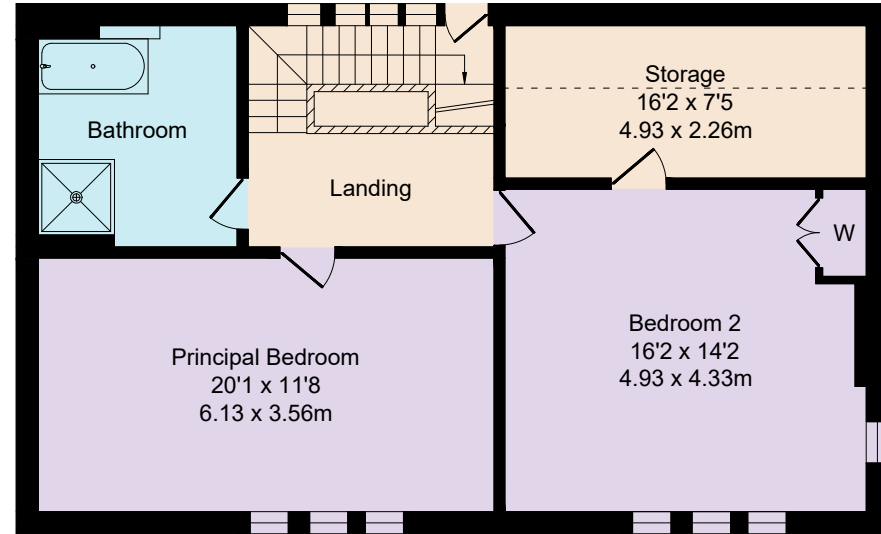 Bathroom
Landing
Storage
16'2 x 7'5
4.93 x 2.26m
W
Principal Bedroom
20'1 x 11'8
6.13 x 3.56m
Bedroom 2
16'2 x 14'2
4.93 x 4.33m